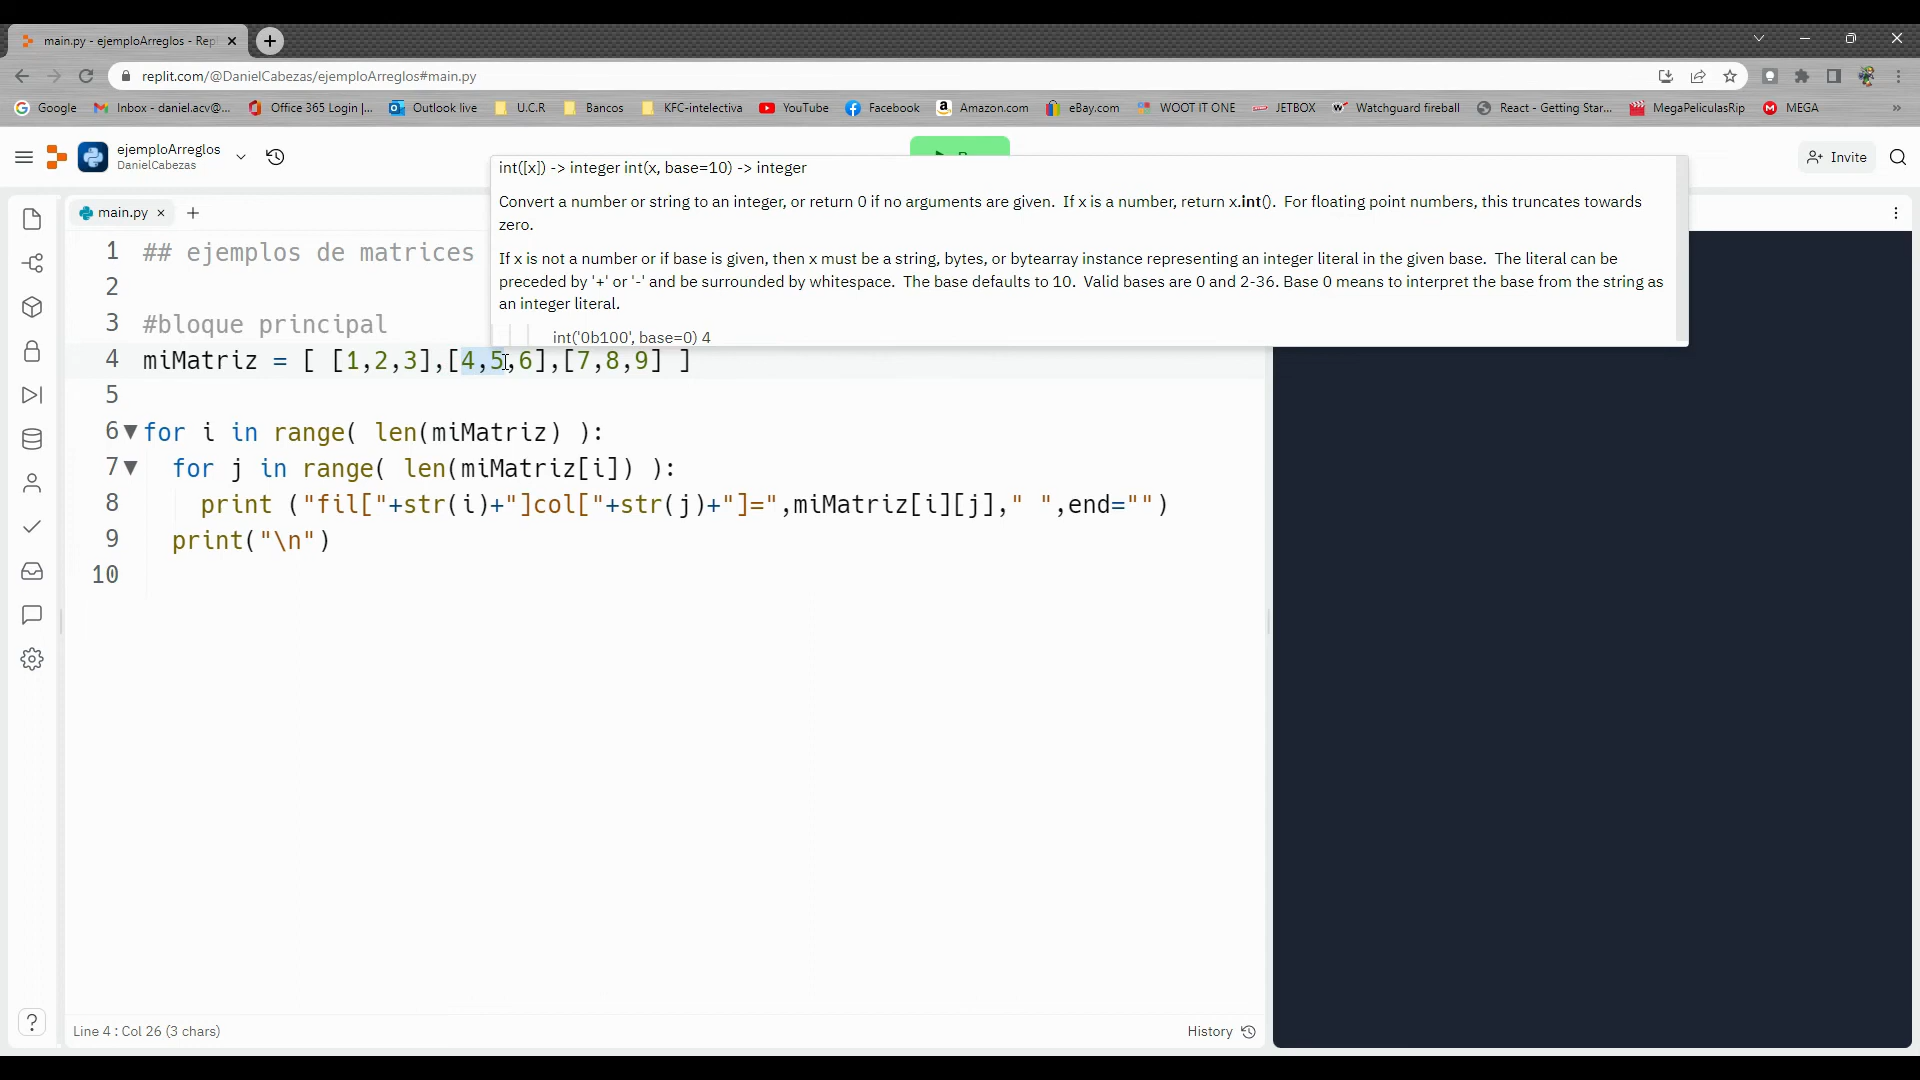 main.py - ejemploArreglos - Repl
replit.com/@DanielCabezas/ejemploArreglos#main.py
Google
Inbox - daniel.acv@...
Office 365 Login |...
Outlook live
U.C.R
Bancos
KFC-intelectiva
YouTube
Facebook
Amazon.com
eBay.com
WOOT IT ONE
JETBOX
Watchguard fireball
React - Getting Star...
MegaPeliculasRip
MEGA
»
ejemploArreglos
DanielCabezas
Invite
int([x]) -> integer int(x, base=10) -> integer
Convert a number or string to an integer, or return 0 if no arguments are given.  If x is a number, return x.int().  For floating point numbers, this truncates towards
zero.
If x is not a number or if base is given, then x must be a string, bytes, or bytearray instance representing an integer literal in the given base.  The literal can be
preceded by '+' or '-' and be surrounded by whitespace.  The base defaults to 10.  Valid bases are 0 and 2-36. Base 0 means to interpret the base from the string as
an integer literal.
int('0b100', base=0) 4
main.py
1 ## ejemplos de matrices
2
3 #bloque principal
4 miMatriz = [ [1,2,3],[4,5,6],[7,8,9] ]
5
6 for i in range( len(miMatriz) ):
7   for j in range( len(miMatriz[i]) ):
8     print ("fil["+str(i)+"]col["+str(j)+"]=",miMatriz[i][j]," ",end="")
9   print("\n")
10
?
Line 4 : Col 26 (3 chars)
History